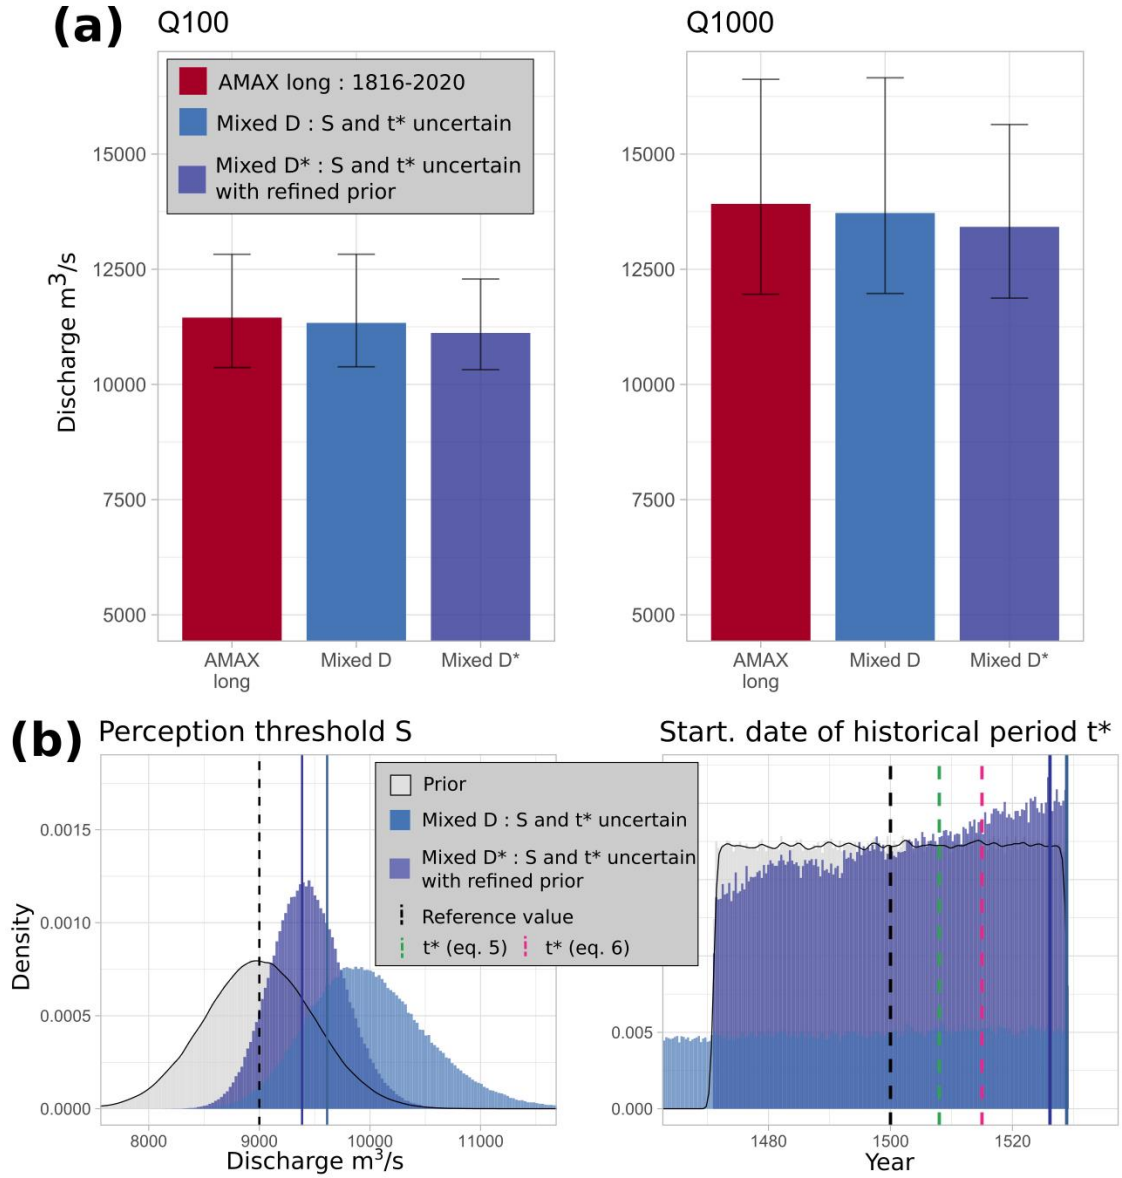 (a) Q100
Q1000
AMAX long : 1816-2020
Mixed D : S and t* uncertain
Mixed D* : S and t* uncertain
with refined prior
Discharge m³/s
15000
12500
10000
7500
5000
15000
12500
10000
7500
5000
AMAX
long
Mixed D
Mixed D*
AMAX
long
Mixed D
Mixed D*
(b) Perception threshold S
Start. date of historical period t*
Prior
Mixed D : S and t* uncertain
Mixed D* : S and t* uncertain
with refined prior
Reference value
t* (eq. 5)
t* (eq. 6)
Density
0.0015
0.0010
0.0005
0.0000
8000
9000
10000
11000
Discharge m³/s
0.005
0.000
1480
1500
1520
Year